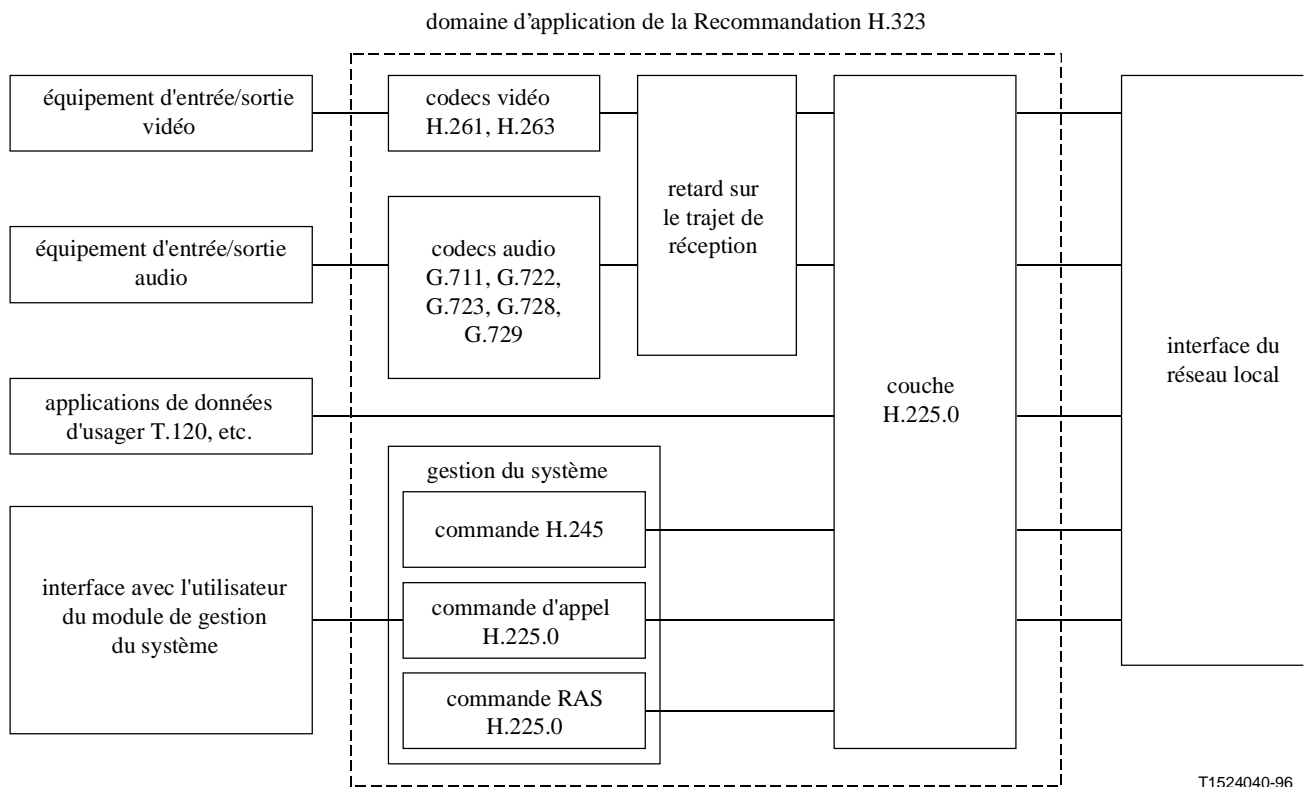 domaine d'application de la Recommandation H.323
équipement d'entrée/sortie
vidéo
codecs vidéo
H.261, H.263
retard sur
le trajet de
réception
équipement d'entrée/sortie
audio
codecs audio
G.711, G.722,
G.723, G.728,
G.729
couche
H.225.0
interface du
réseau local
applications de données
d'usager T.120, etc.
gestion du système
commande H.245
interface avec l'utilisateur
du module de gestion
du système
commande d'appel
H.225.0
commande RAS
H.225.0
T1524040-96